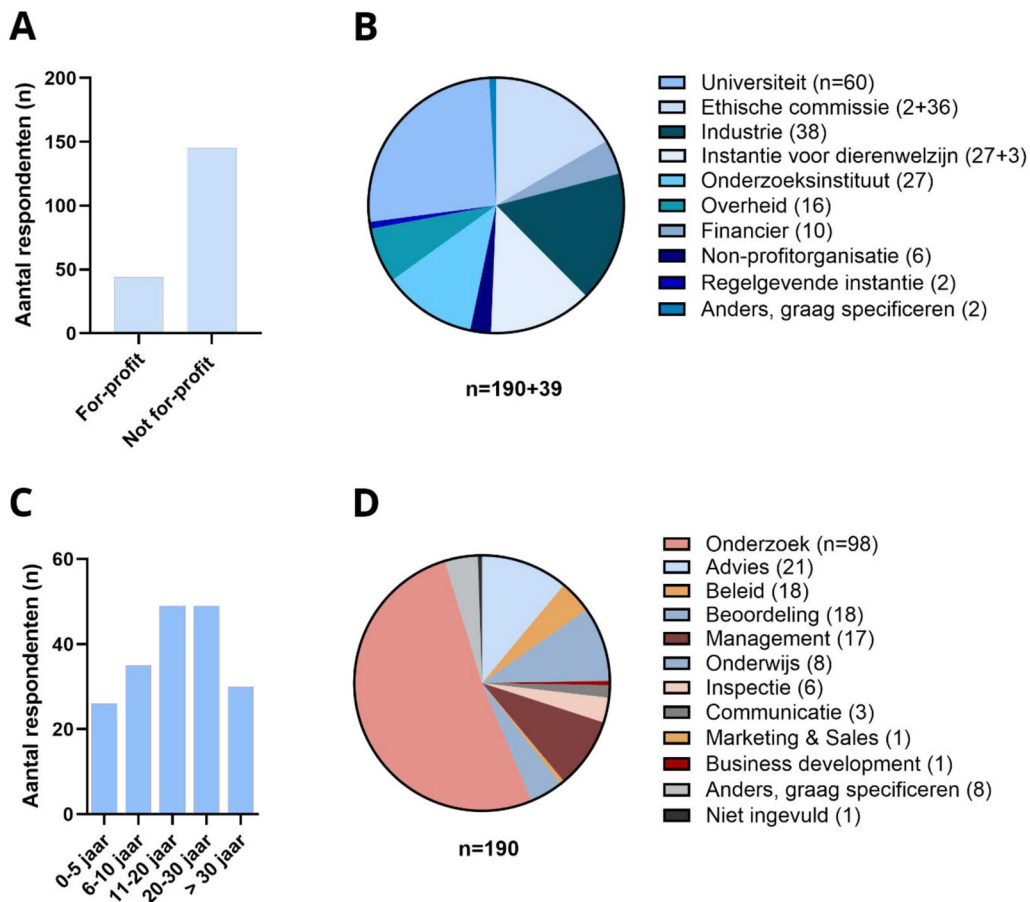 A
Aantal respondenten (n)
200
150
100
50
0
For-profit
Not for-profit
B
n=190+39
Universiteit (n=60)
Ethische commissie (2+36)
Industrie (38)
Instantie voor dierenwelzijn (27+3)
Onderzoeksinstituut (27)
Overheid (16)
Financier (10)
Non-profitorganisatie (6)
Regelgevende instantie (2)
Anders, graag specificeren (2)
C
Aantal respondenten (n)
60
40
20
0
0-5 jaar
6-10 jaar
11-20 jaar
20-30 jaar
> 30 jaar
D
n=190
Onderzoek (n=98)
Advies (21)
Beleid (18)
Beoordeling (18)
Management (17)
Onderwijs (8)
Inspectie (6)
Communicatie (3)
Marketing & Sales (1)
Business development (1)
Anders, graag specificeren (8)
Niet ingevuld (1)